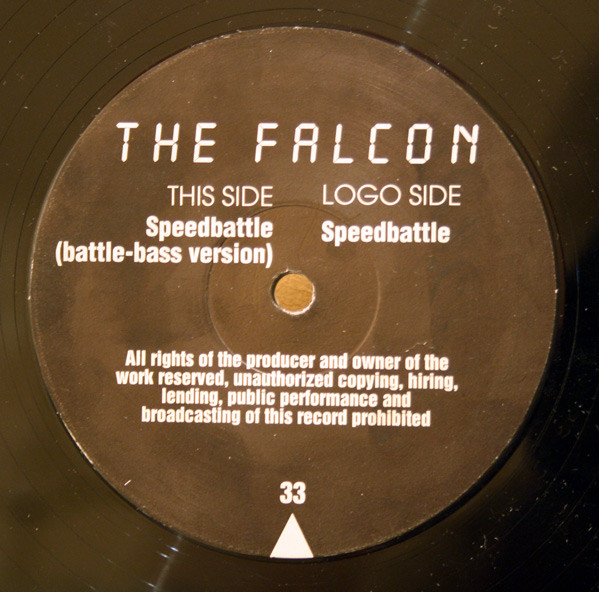 THE FALCON
THIS SIDE
Speedbattle
(battle-bass version)
LOGO SIDE
Speedbattle
All rights of the producer and owner of the
work reserved, unauthorized copying, hiring,
lending, public performance and
broadcasting of this record prohibited
33